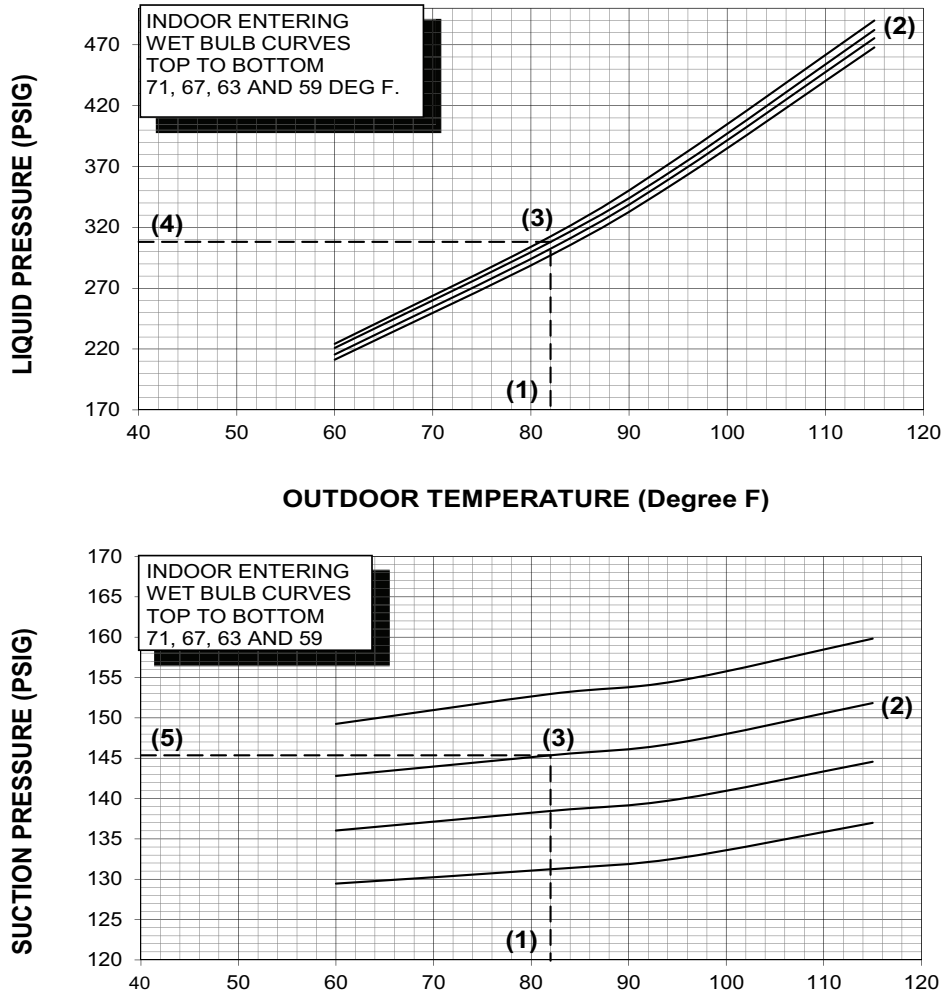 INDOOR ENTERING
WET BULB CURVES
TOP TO BOTTOM
71, 67, 63 AND 59 DEG F.
LIQUID PRESSURE (PSIG)
470
420
370
320
270
220
170
(2)
(3)
(4)
(1)
40 50 60 70 80 90 100 110 120
OUTDOOR TEMPERATURE (Degree F)
INDOOR ENTERING
WET BULB CURVES
TOP TO BOTTOM
71, 67, 63 AND 59
SUCTION PRESSURE (PSIG)
170
165
160
155
150
145
140
135
130
125
120
(2)
(5)
(3)
(1)
40 50 60 70 80 90 100 110 120